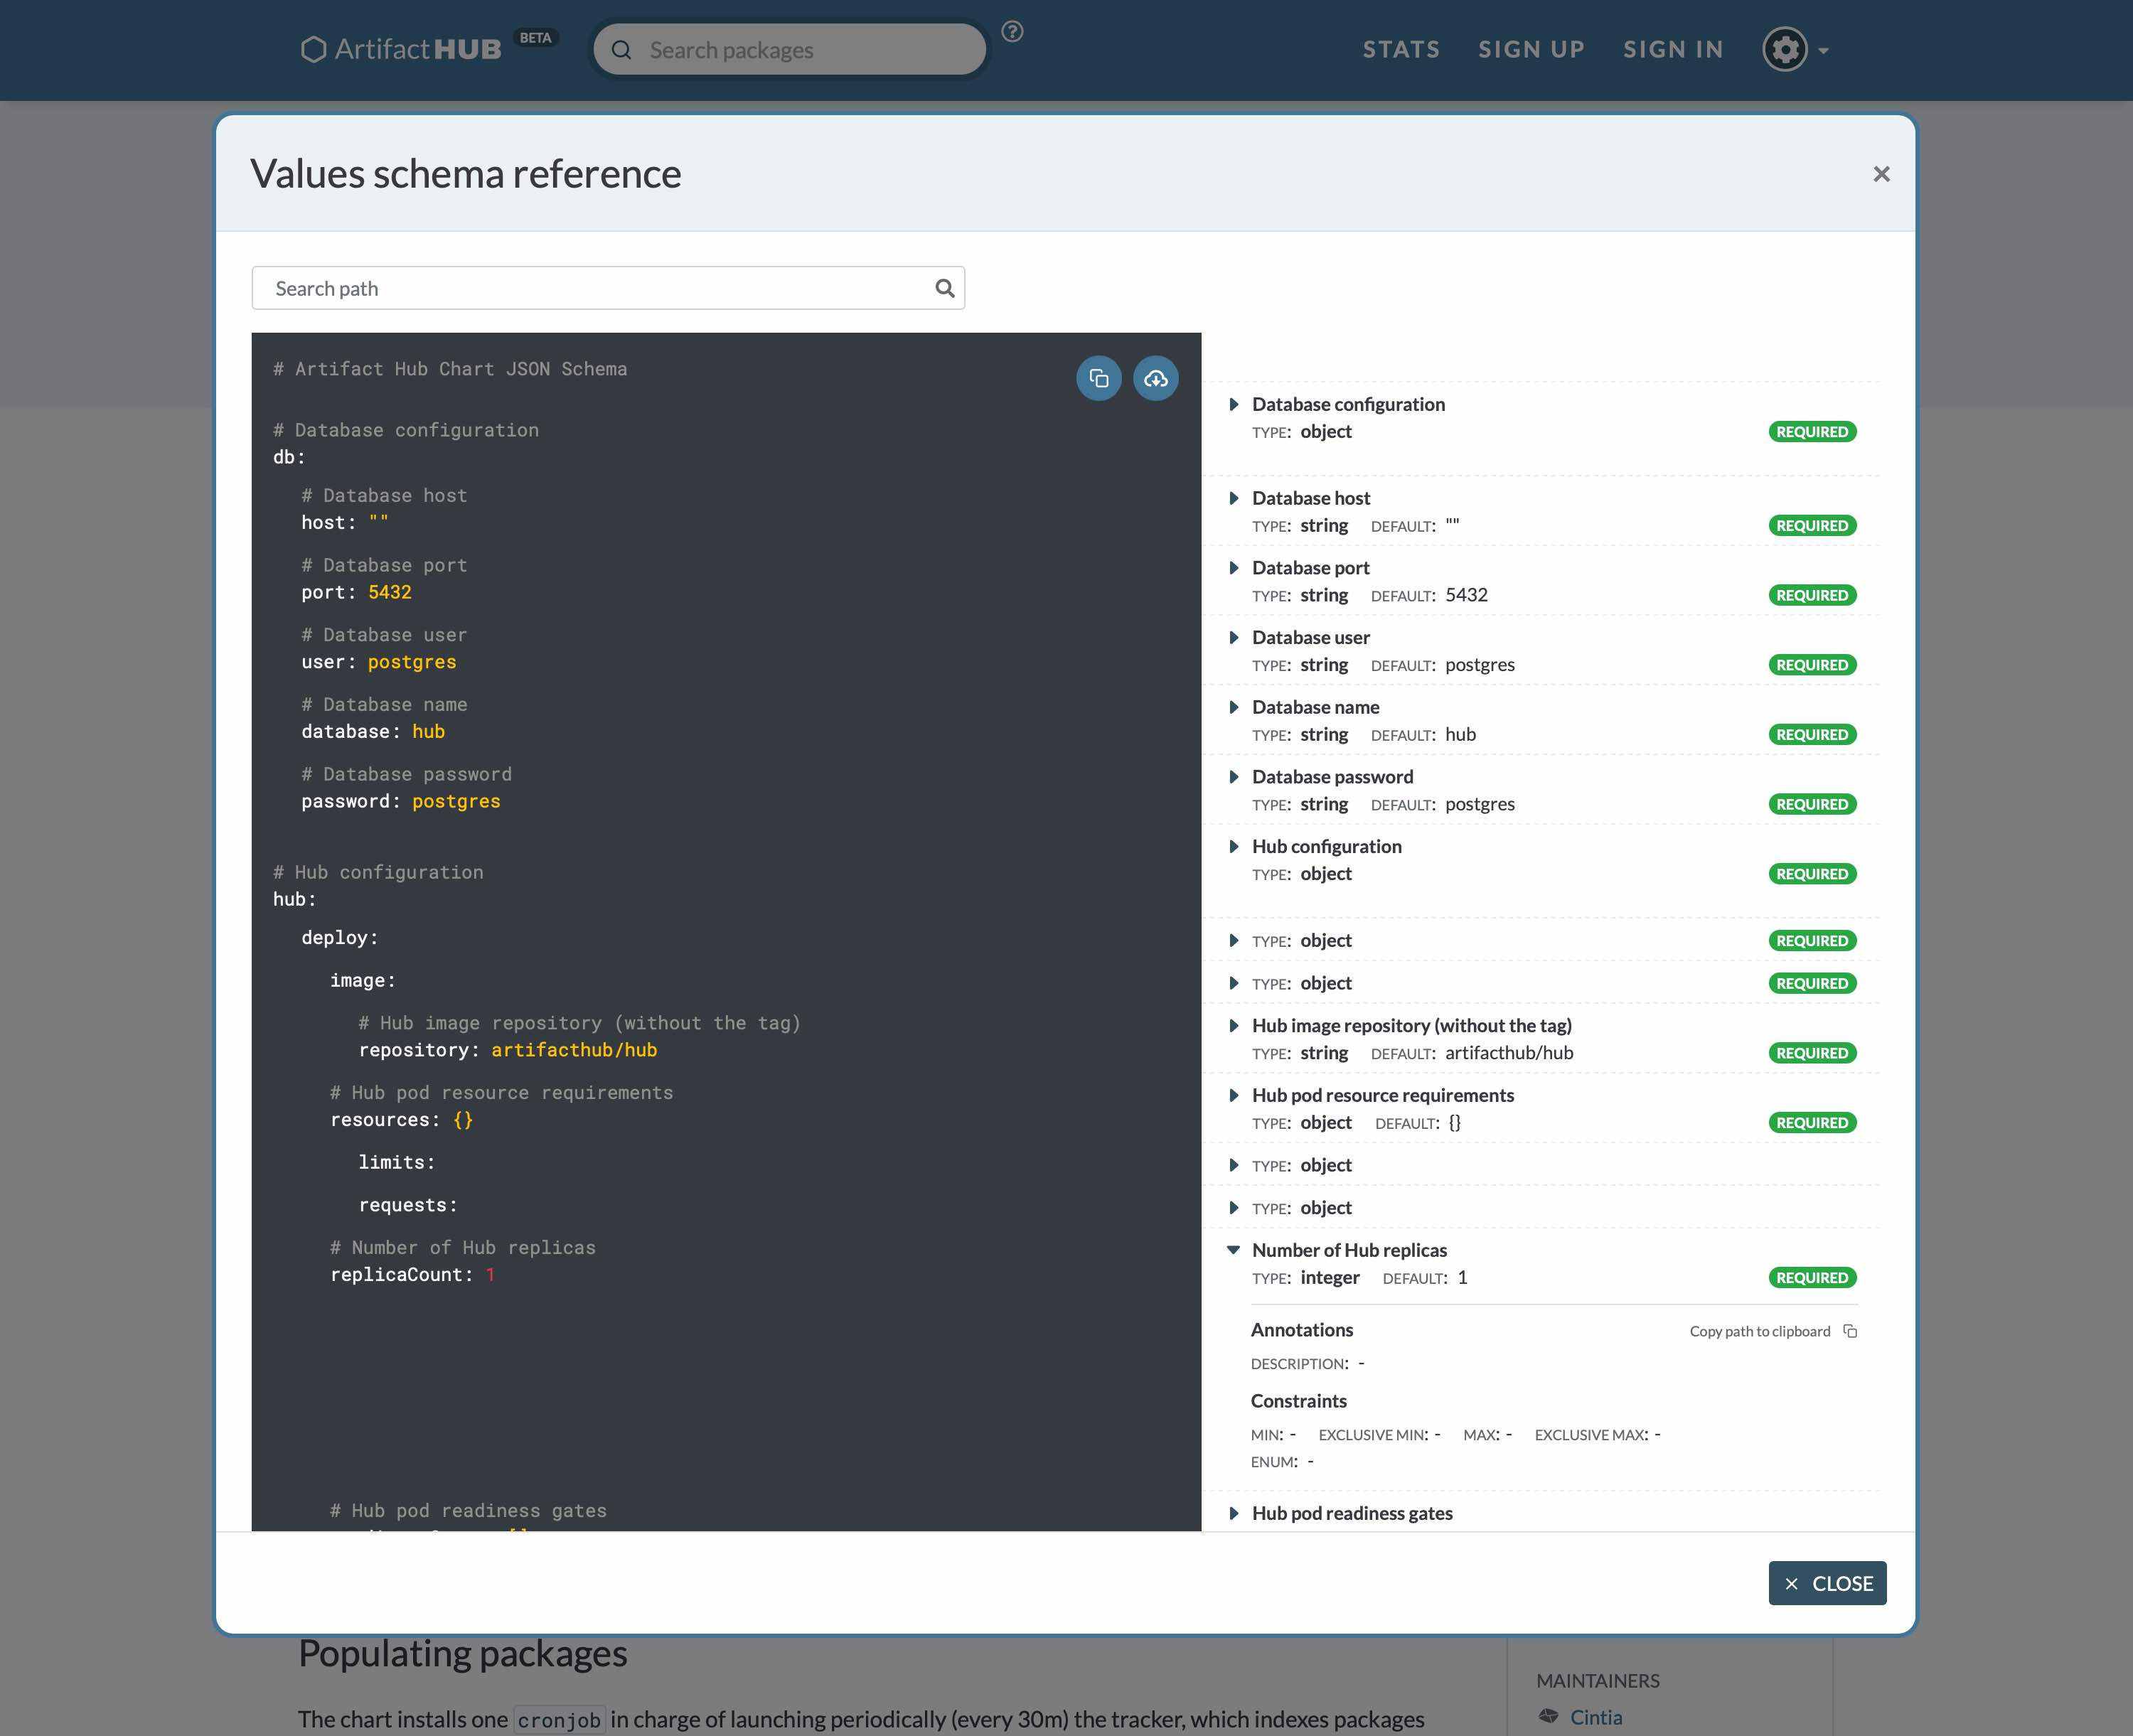 ArtifactHUB BETA
Search packages
STATS
SIGN UP
SIGN IN
Values schema reference
Search path
# Artifact Hub Chart JSON Schema
# Database configuration
db:
# Database host
host: ""
# Database port
port: 5432
# Database user
user: postgres
# Database name
database: hub
# Database password
password: postgres
# Hub configuration
hub:
deploy:
image:
# Hub image repository (without the tag)
repository: artifacthub/hub
# Hub pod resource requirements
resources: {}
limits:
requests:
# Number of Hub replicas
replicaCount: 1
# Hub pod readiness gates
Database configuration
TYPE: object REQUIRED
Database host
TYPE: string DEFAULT: "" REQUIRED
Database port
TYPE: string DEFAULT: 5432 REQUIRED
Database user
TYPE: string DEFAULT: postgres REQUIRED
Database name
TYPE: string DEFAULT: hub REQUIRED
Database password
TYPE: string DEFAULT: postgres REQUIRED
Hub configuration
TYPE: object REQUIRED
TYPE: object REQUIRED
TYPE: object REQUIRED
Hub image repository (without the tag)
TYPE: string DEFAULT: artifacthub/hub REQUIRED
Hub pod resource requirements
TYPE: object DEFAULT: {} REQUIRED
TYPE: object
TYPE: object
Number of Hub replicas
TYPE: integer DEFAULT: 1 REQUIRED
Annotations Copy path to clipboard
DESCRIPTION: -
Constraints
MIN: - EXCLUSIVE MIN: - MAX: - EXCLUSIVE MAX: -
ENUM: -
Hub pod readiness gates
CLOSE
Populating packages
The chart installs one cronjob in charge of launching periodically (every 30m) the tracker, which indexes packages
MAINTAINERS
Cintia